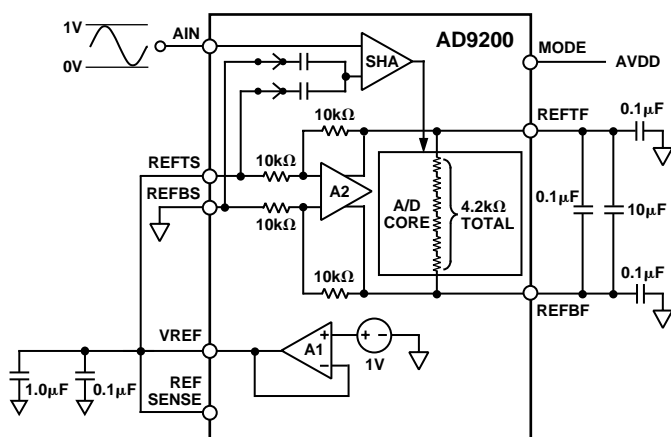 1V
0V
AIN
AD9200
SHA
MODE
AVDD
10kΩ
REFTF
0.1µF
REFTS
10kΩ
REFBS
A2
10kΩ
A/D
CORE
4.2kΩ
TOTAL
0.1µF
10µF
10kΩ
0.1µF
REFBF
VREF
+
–
A1
+ –
1V
1.0µF
0.1µF
REF
SENSE